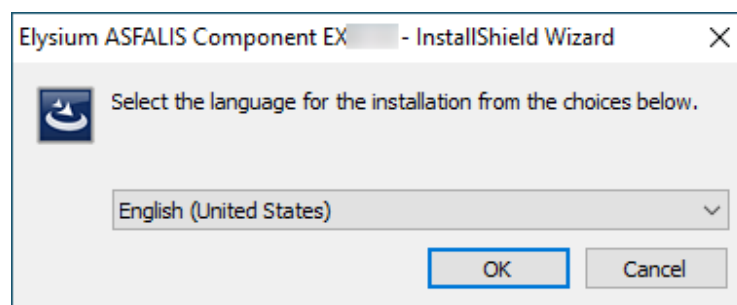 Elysium ASFALIS Component EX - InstallShield Wizard
Select the language for the installation from the choices below.
English (United States)
OK
Cancel